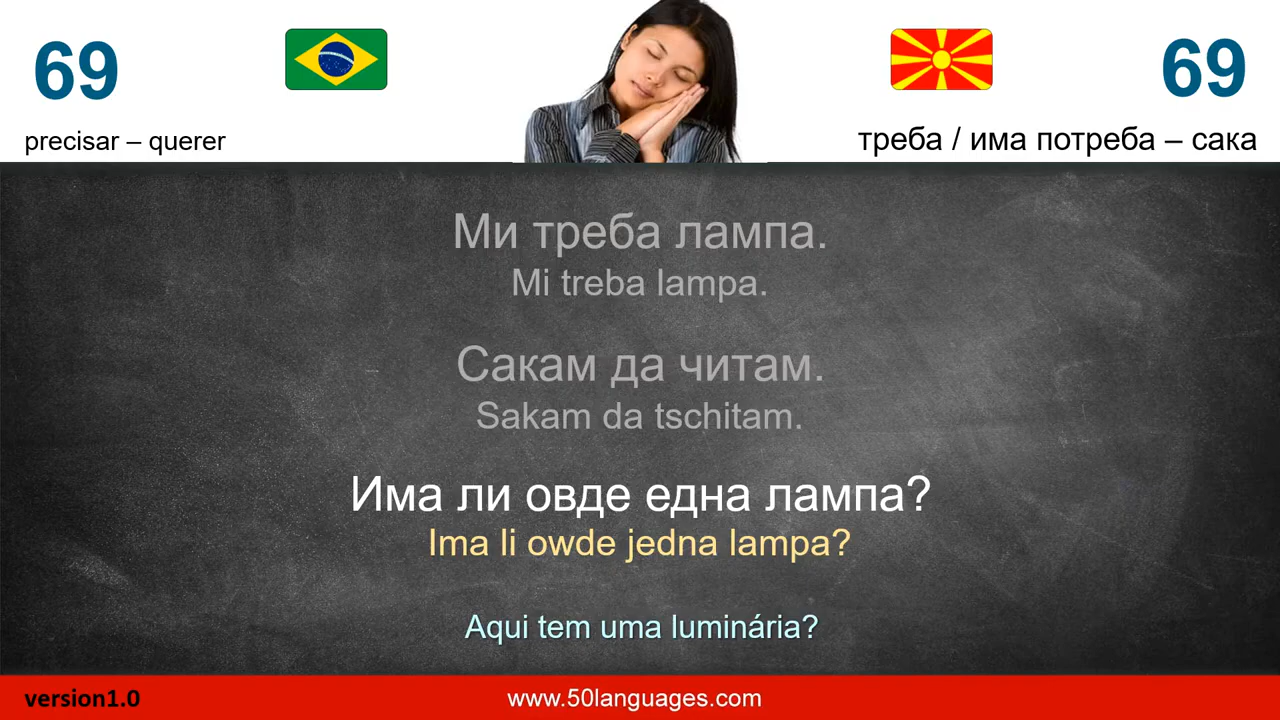 69
69
precisar – querer
треба / има потреба – сака
Ми треба лампа.
Mi treba lampa.
Сакам да читам.
Sakam da tschitam.
Има ли овде една лампа?
Ima li owde jedna lampa?
Aqui tem uma luminária?
version1.0
www.50languages.com